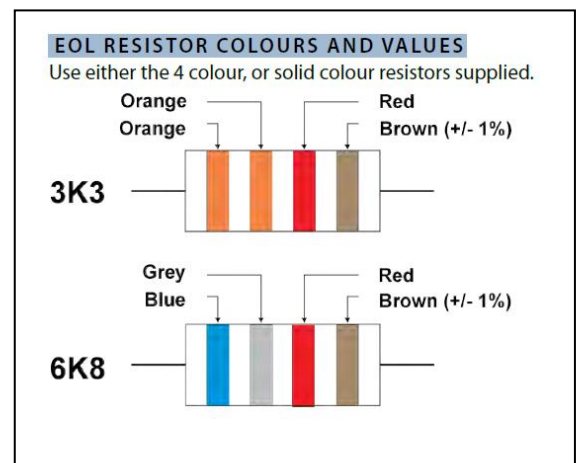 EOL RESISTOR COLOURS AND VALUES
Use either the 4 colour, or solid colour resistors supplied.
Orange
Red
Orange
Brown (+/- 1%)
3K3
Grey
Red
Blue
Brown (+/- 1%)
6K8